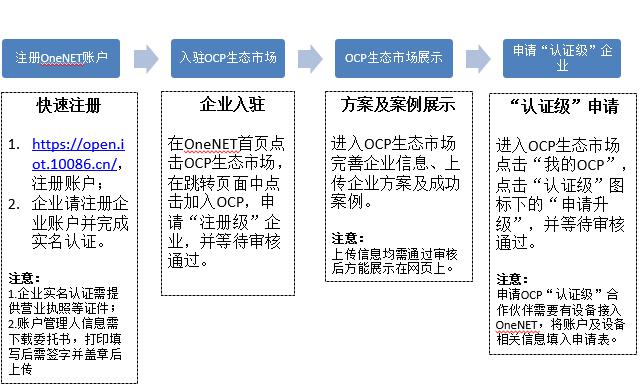 注册OneNET账户
入驻OCP生态市场
OCP生态市场展示
申请“认证级”企
业
快速注册
1. https://open.i
ot.10086.cn/，
注册账户；
2. 企业请注册企
业账户并完成
实名认证。
注意：
1.企业实名认证需提
供营业执照等证件；
2.账户管理人信息需
下载委托书，打印填
写后需签字并盖章后
上传
企业入驻
在OneNET首页点
击OCP生态市场，
在跳转页面中点
击加入OCP，申
请“注册级”企
业，并等待审核
通过。
方案及案例展示
进入OCP生态市场
完善企业信息、上
传企业方案及成功
案例。
注意：
上传信息均需通过审核
后方能展示在网页上。
“认证级”申请
进入OCP生态市场
点击“我的OCP”，
点击“认证级”图
标下的“申请升
级”，并等待审核
通过。
注意：
申请OCP“认证级”合
作伙伴需要有设备接入
OneNET，将账户及设备
相关信息填入申请表。